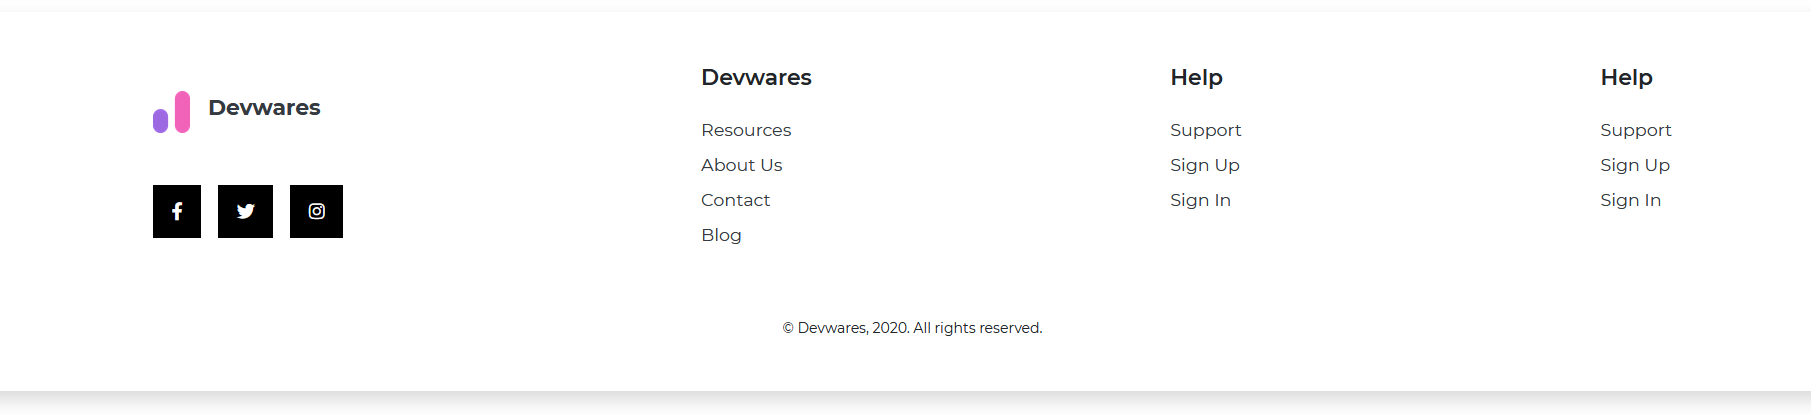 Devwares
Devwares
Resources
About Us
Contact
Blog
Help
Support
Sign Up
Sign In
Help
Support
Sign Up
Sign In
© Devwares, 2020. All rights reserved.